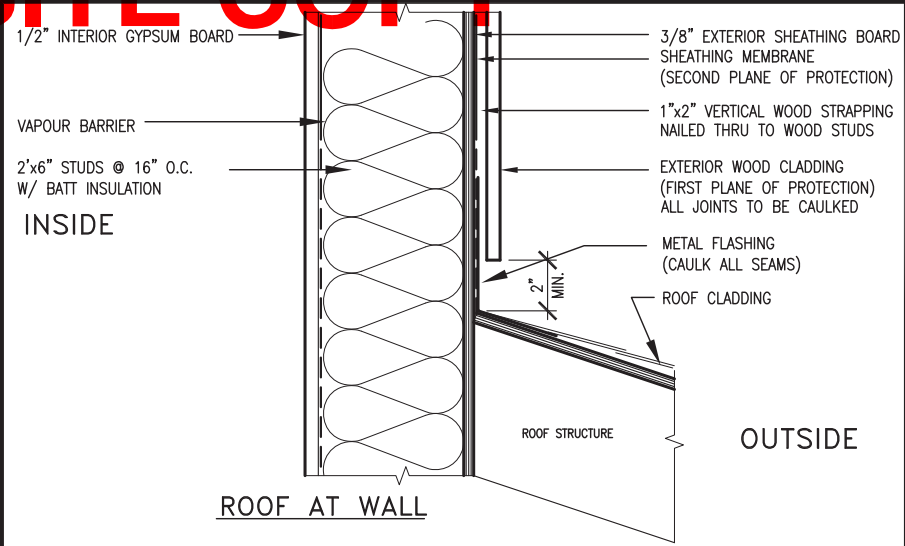 SITE COPY
1/2" INTERIOR GYPSUM BOARD
VAPOUR BARRIER
2'x6" STUDS @ 16" O.C.
W/ BATT INSULATION
INSIDE
3/8" EXTERIOR SHEATHING BOARD
SHEATHING MEMBRANE
(SECOND PLANE OF PROTECTION)
1"x2" VERTICAL WOOD STRAPPING
NAILED THRU TO WOOD STUDS
EXTERIOR WOOD CLADDING
(FIRST PLANE OF PROTECTION)
ALL JOINTS TO BE CAULKED
METAL FLASHING
(CAULK ALL SEAMS)
2"
MIN.
ROOF CLADDING
ROOF STRUCTURE
OUTSIDE
ROOF AT WALL